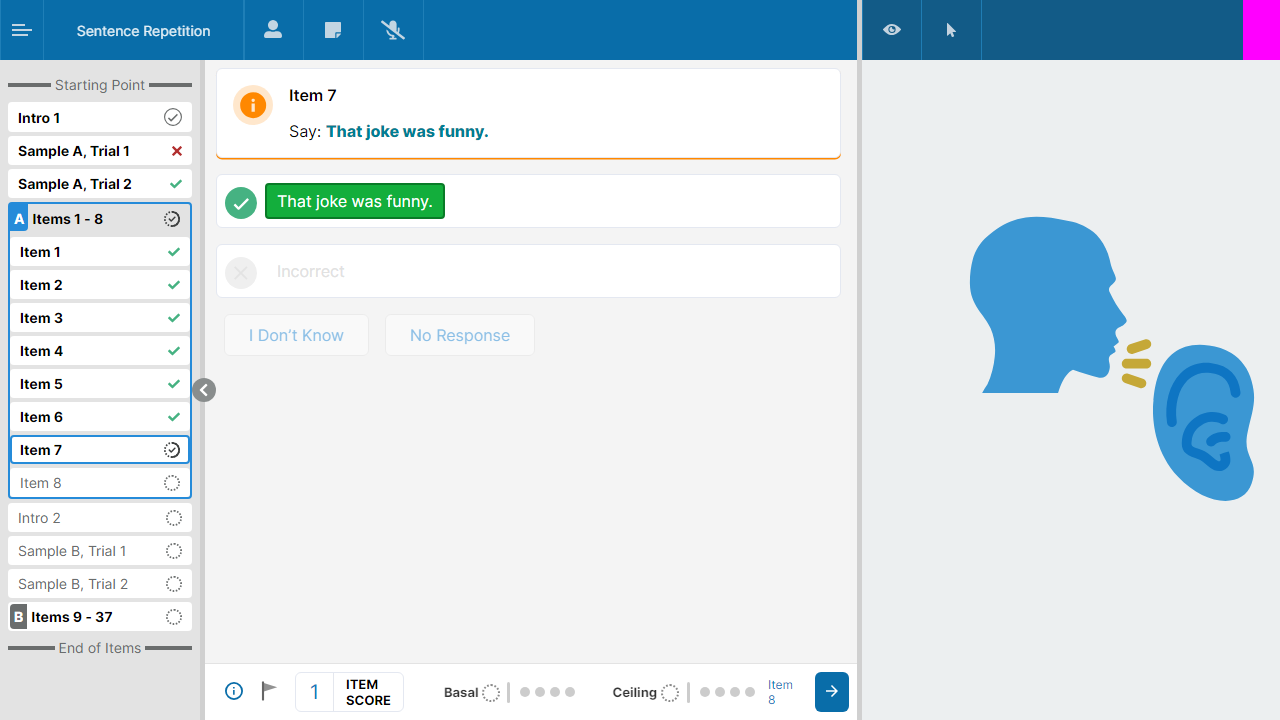 Sentence Repetition
Starting Point
Intro 1
Sample A, Trial 1
Sample A, Trial 2
A Items 1 - 8
Item 1
Item 2
Item 3
Item 4
Item 5
Item 6
Item 7
Item 8
Intro 2
Sample B, Trial 1
Sample B, Trial 2
B Items 9 - 37
End of Items
Item 7
Say: That joke was funny.
That joke was funny.
Incorrect
I Don’t Know
No Response
1
ITEM
SCORE
Basal
Ceiling
Item
8